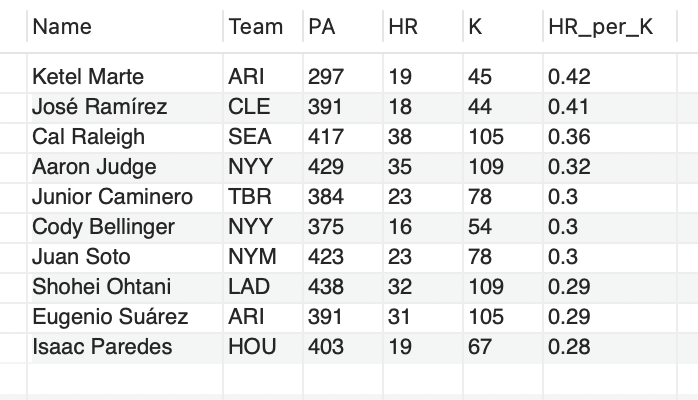 Name Team PA HR K HR_per_K
Ketel Marte ARI 297 19 45 0.42
José Ramírez CLE 391 18 44 0.41
Cal Raleigh SEA 417 38 105 0.36
Aaron Judge NYY 429 35 109 0.32
Junior Caminero TBR 384 23 78 0.3
Cody Bellinger NYY 375 16 54 0.3
Juan Soto NYM 423 23 78 0.3
Shohei Ohtani LAD 438 32 109 0.29
Eugenio Suárez ARI 391 31 105 0.29
Isaac Paredes HOU 403 19 67 0.28